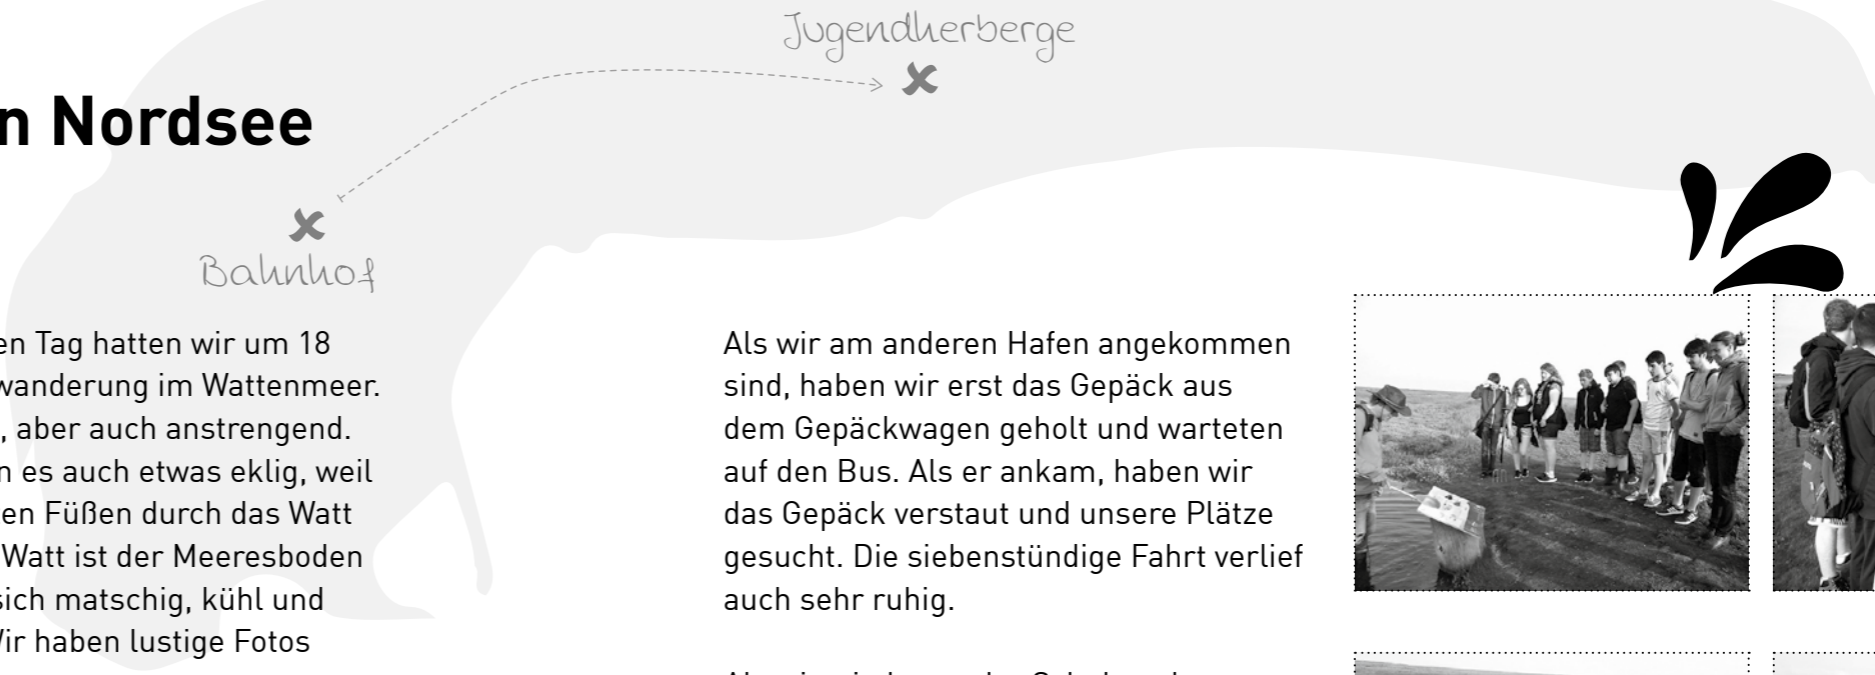 Jugendherberge
n Nordsee
Bahnhof
en Tag hatten wir um 18
wanderung im Wattenmeer.
, aber auch anstrengend.
n es auch etwas eklig, weil
en Füßen durch das Watt
Watt ist der Meeresboden
sich matschig, kühl und
Wir haben lustige Fotos
Als wir am anderen Hafen angekommen
sind, haben wir erst das Gepäck aus
dem Gepäckwagen geholt und warteten
auf den Bus. Als er ankam, haben wir
das Gepäck verstaut und unsere Plätze
gesucht. Die siebenstündige Fahrt verlief
auch sehr ruhig.